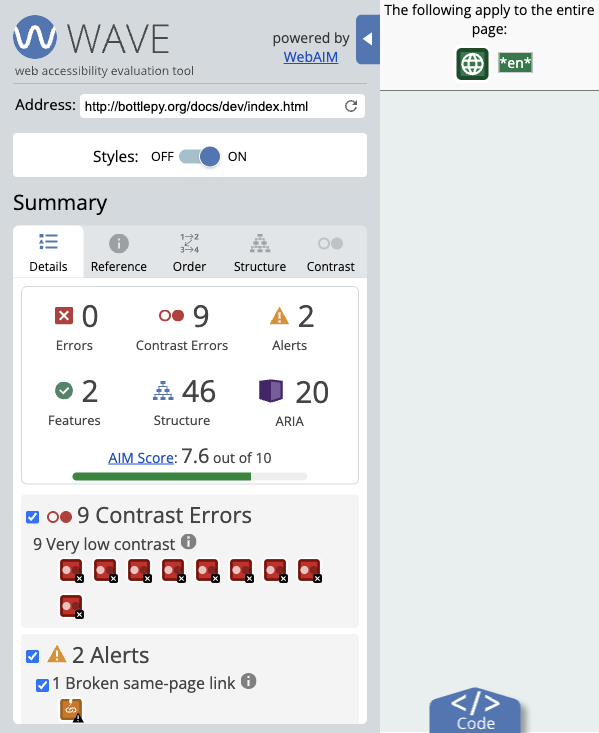 WAVE
web accessibility evaluation tool
powered by
WebAIM
Address: http://bottlepy.org/docs/dev/index.html
Styles: OFF ON
Summary
Details Reference Order Structure Contrast
0 9 2
Errors Contrast Errors Alerts
2 46 20
Features Structure ARIA
AIM Score: 7.6 out of 10
9 Contrast Errors
9 Very low contrast
2 Alerts
1 Broken same-page link
The following apply to the entire
page:
*en*
</> 
Code